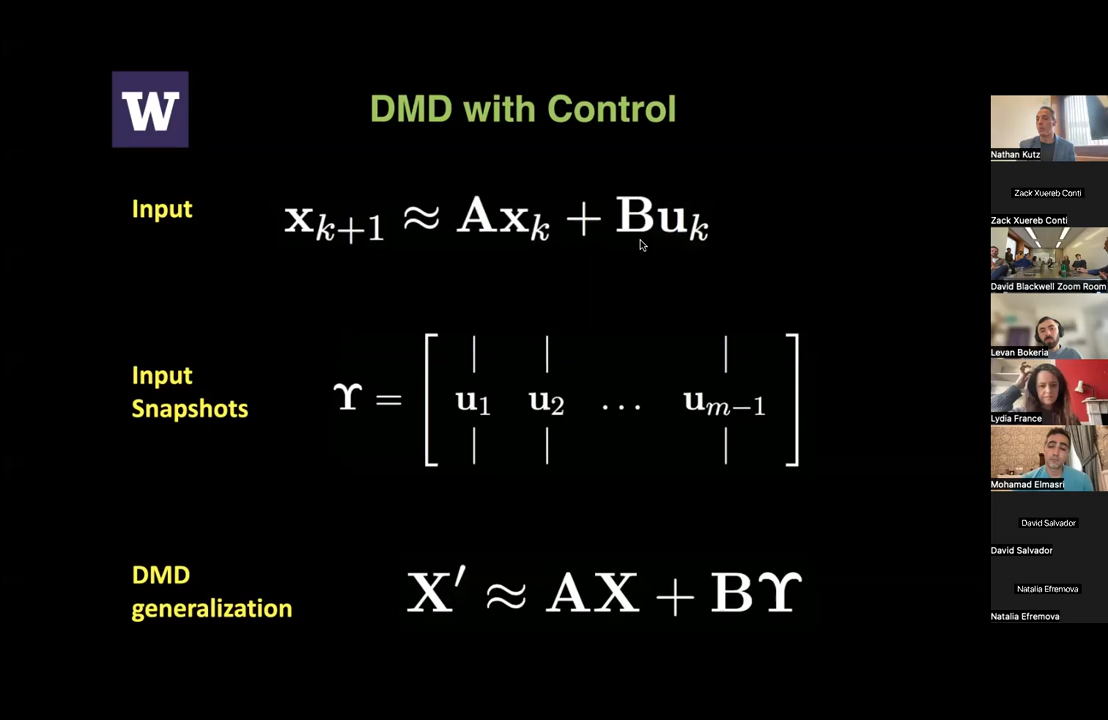 W
DMD with Control
Input
x_{k+1} ≈ Ax_k + Bu_k
Input
Snapshots
ϒ = [ | | | ; u_1 u_2 ... u_{m−1} ; | | | ]
DMD
generalization
X′ ≈ AX + Bϒ
Nathan Kutz
Zack Xuereb Conti
Zack Xuereb Conti
David Blackwell Zoom Room
Levan Bokeria
Lydia France
Mohamad Elmasri
David Salvador
David Salvador
Natalia Efremova
Natalia Efremova